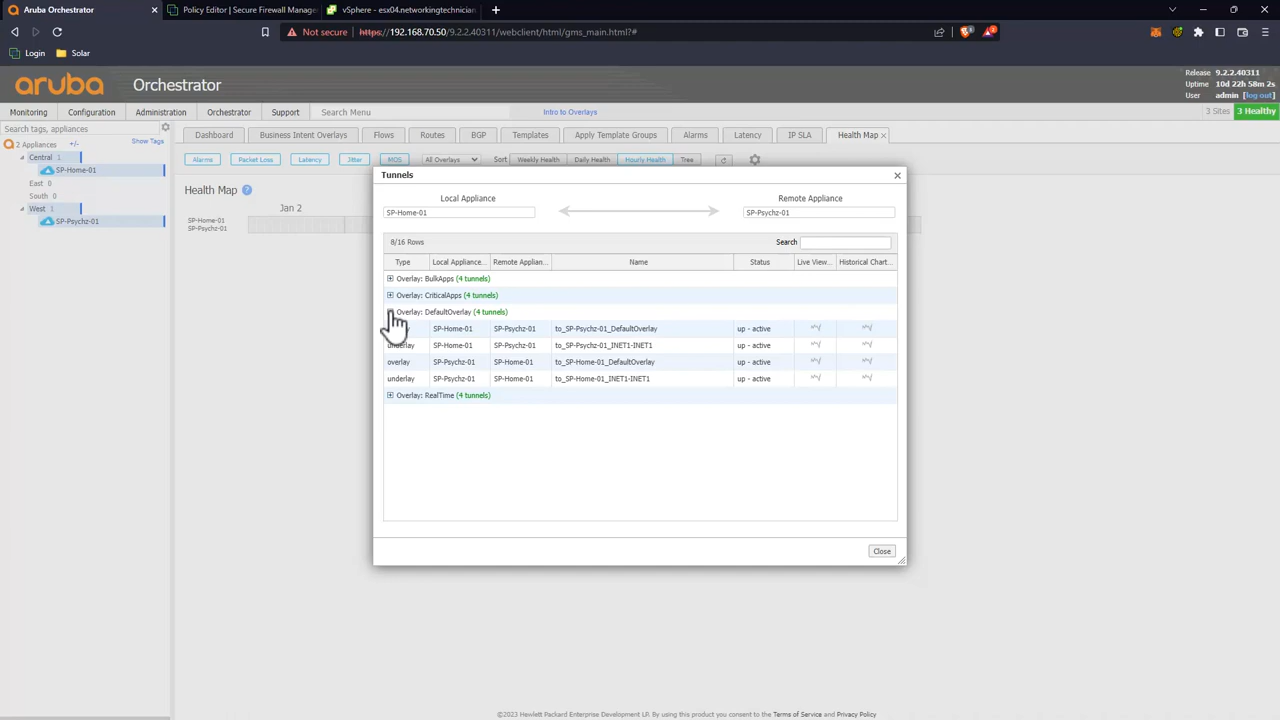 Aruba Orchestrator
Policy Editor | Secure Firewall Manager
vSphere - esx04.networkingtechnician
Not secure
https://192.168.70.50/9.2.2.40311/webclient/html/gms_main.html?#
Login
Solar
aruba
Orchestrator
Release 9.2.2.40311
Uptime 10d 22h 58m 2s
User admin [log out]
Monitoring Configuration Administration Orchestrator Support Search Menu Intro to Overlays 3 Sites 3 Healthy
Search tags, appliances
2 Appliances +/- Show Tags
Central 1
SP-Home-01
East 0
South 0
West 1
SP-Psychz-01
Dashboard Business Intent Overlays Flows Routes BGP Templates Apply Template Groups Alarms Latency IP SLA Health Map
Alarms Packet Loss Latency Jitter MOS All Overlays Sort Weekly Health Daily Health Hourly Health Tree
Health Map ?
Jan 2
SP-Home-01
SP-Psychz-01
Tunnels
Local Appliance Remote Appliance
SP-Home-01 SP-Psychz-01
8/16 Rows Search
Type Local Appliance... Remote Applian... Name Status Live View... Historical Chart...
Overlay: BulkApps (4 tunnels)
Overlay: CriticalApps (4 tunnels)
Overlay: DefaultOverlay (4 tunnels)
SP-Home-01 SP-Psychz-01 to_SP-Psychz-01_DefaultOverlay up - active
underlay SP-Home-01 SP-Psychz-01 to_SP-Psychz-01_INET1-INET1 up - active
overlay SP-Psychz-01 SP-Home-01 to_SP-Home-01_DefaultOverlay up - active
underlay SP-Psychz-01 SP-Home-01 to_SP-Home-01_INET1-INET1 up - active
Overlay: RealTime (4 tunnels)
Close
©2023 Hewlett Packard Enterprise Development LP. By using this product you consent to the Terms of Service and Privacy Policy